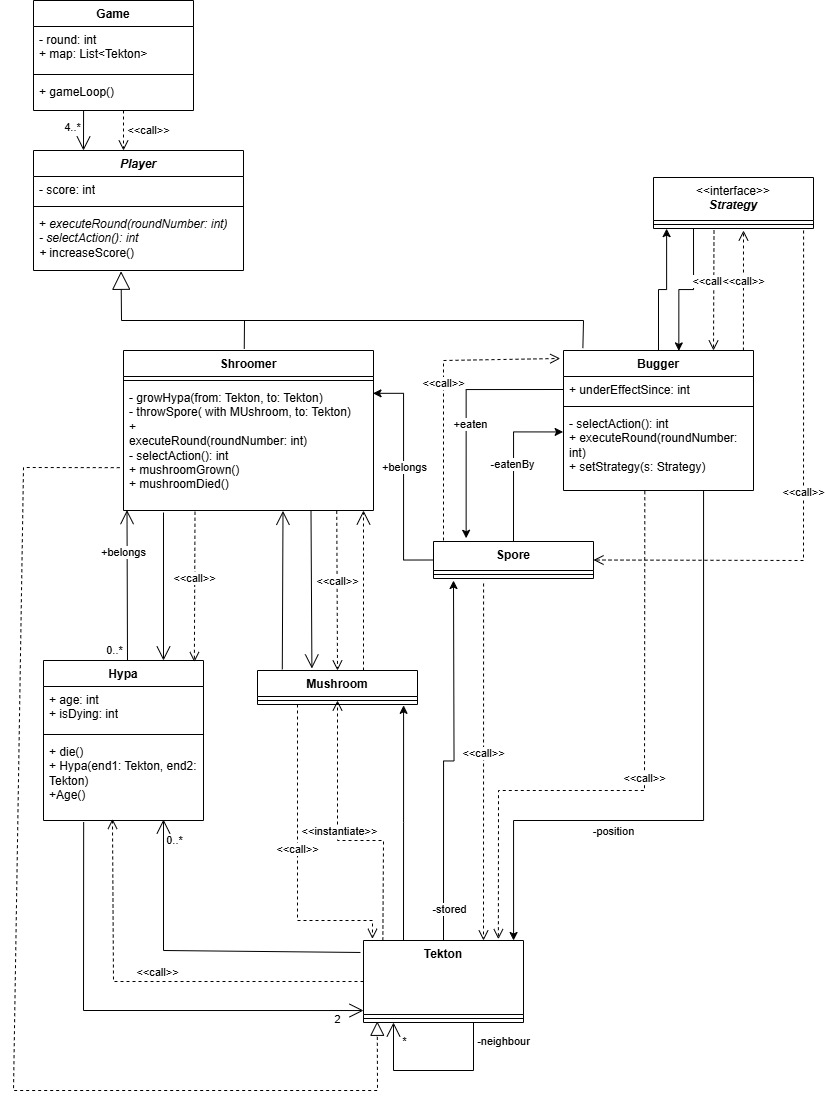 Game
- round: int
+ map: List<Tekton>
+ gameLoop()
4..*
<<call>>
Player
- score: int
+ executeRound(roundNumber: int)
- selectAction(): int
+ increaseScore()
<<interface>>
Strategy
<<call
<<call>>
Shroomer
- growHypa(from: Tekton, to: Tekton)
- throwSpore( with MUshroom, to: Tekton)
+
executeRound(roundNumber: int)
- selectAction(): int
+ mushroomGrown()
+ mushroomDied()
Bugger
+ underEffectSince: int
- selectAction(): int
+ executeRound(roundNumber:
int)
+ setStrategy(s: Strategy)
<<call>>
+eaten
-eatenBy
+belongs
<<call>>
Spore
+belongs
<<call>>
<<call>>
0..*
Hypa
+ age: int
+ isDying: int
+ die()
+ Hypa(end1: Tekton, end2:
Tekton)
+Age()
Mushroom
<<call>>
<<call>>
<<instantiate>>
<<call>>
-position
0..*
-stored
<<call>>
Tekton
2
*
-neighbour